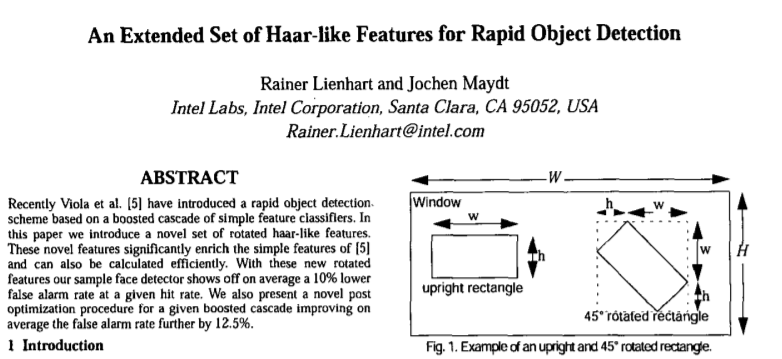 An Extended Set of Haar-like Features for Rapid Object Detection
Rainer Lienhart and Jochen Maydt
Intel Labs, Intel Corporation, Santa Clara, CA 95052, USA
Rainer.Lienhart@intel.com
ABSTRACT
Recently Viola et al. [5] have introduced a rapid object detection
scheme based on a boosted cascade of simple feature classifiers. In
this paper we introduce a novel set of rotated haar-like features.
These novel features significantly enrich the simple features of [5]
and can also be calculated efficiently. With these new rotated
features our sample face detector shows off on average a 10% lower
false alarm rate at a given hit rate. We also present a novel post
optimization procedure for a given boosted cascade improving on
average the false alarm rate further by 12.5%.
1 Introduction
W
Window
w
h
upright rectangle
h
w
w
h
45° rotated rectangle
H
Fig. 1. Example of an upright and 45° rotated rectangle.